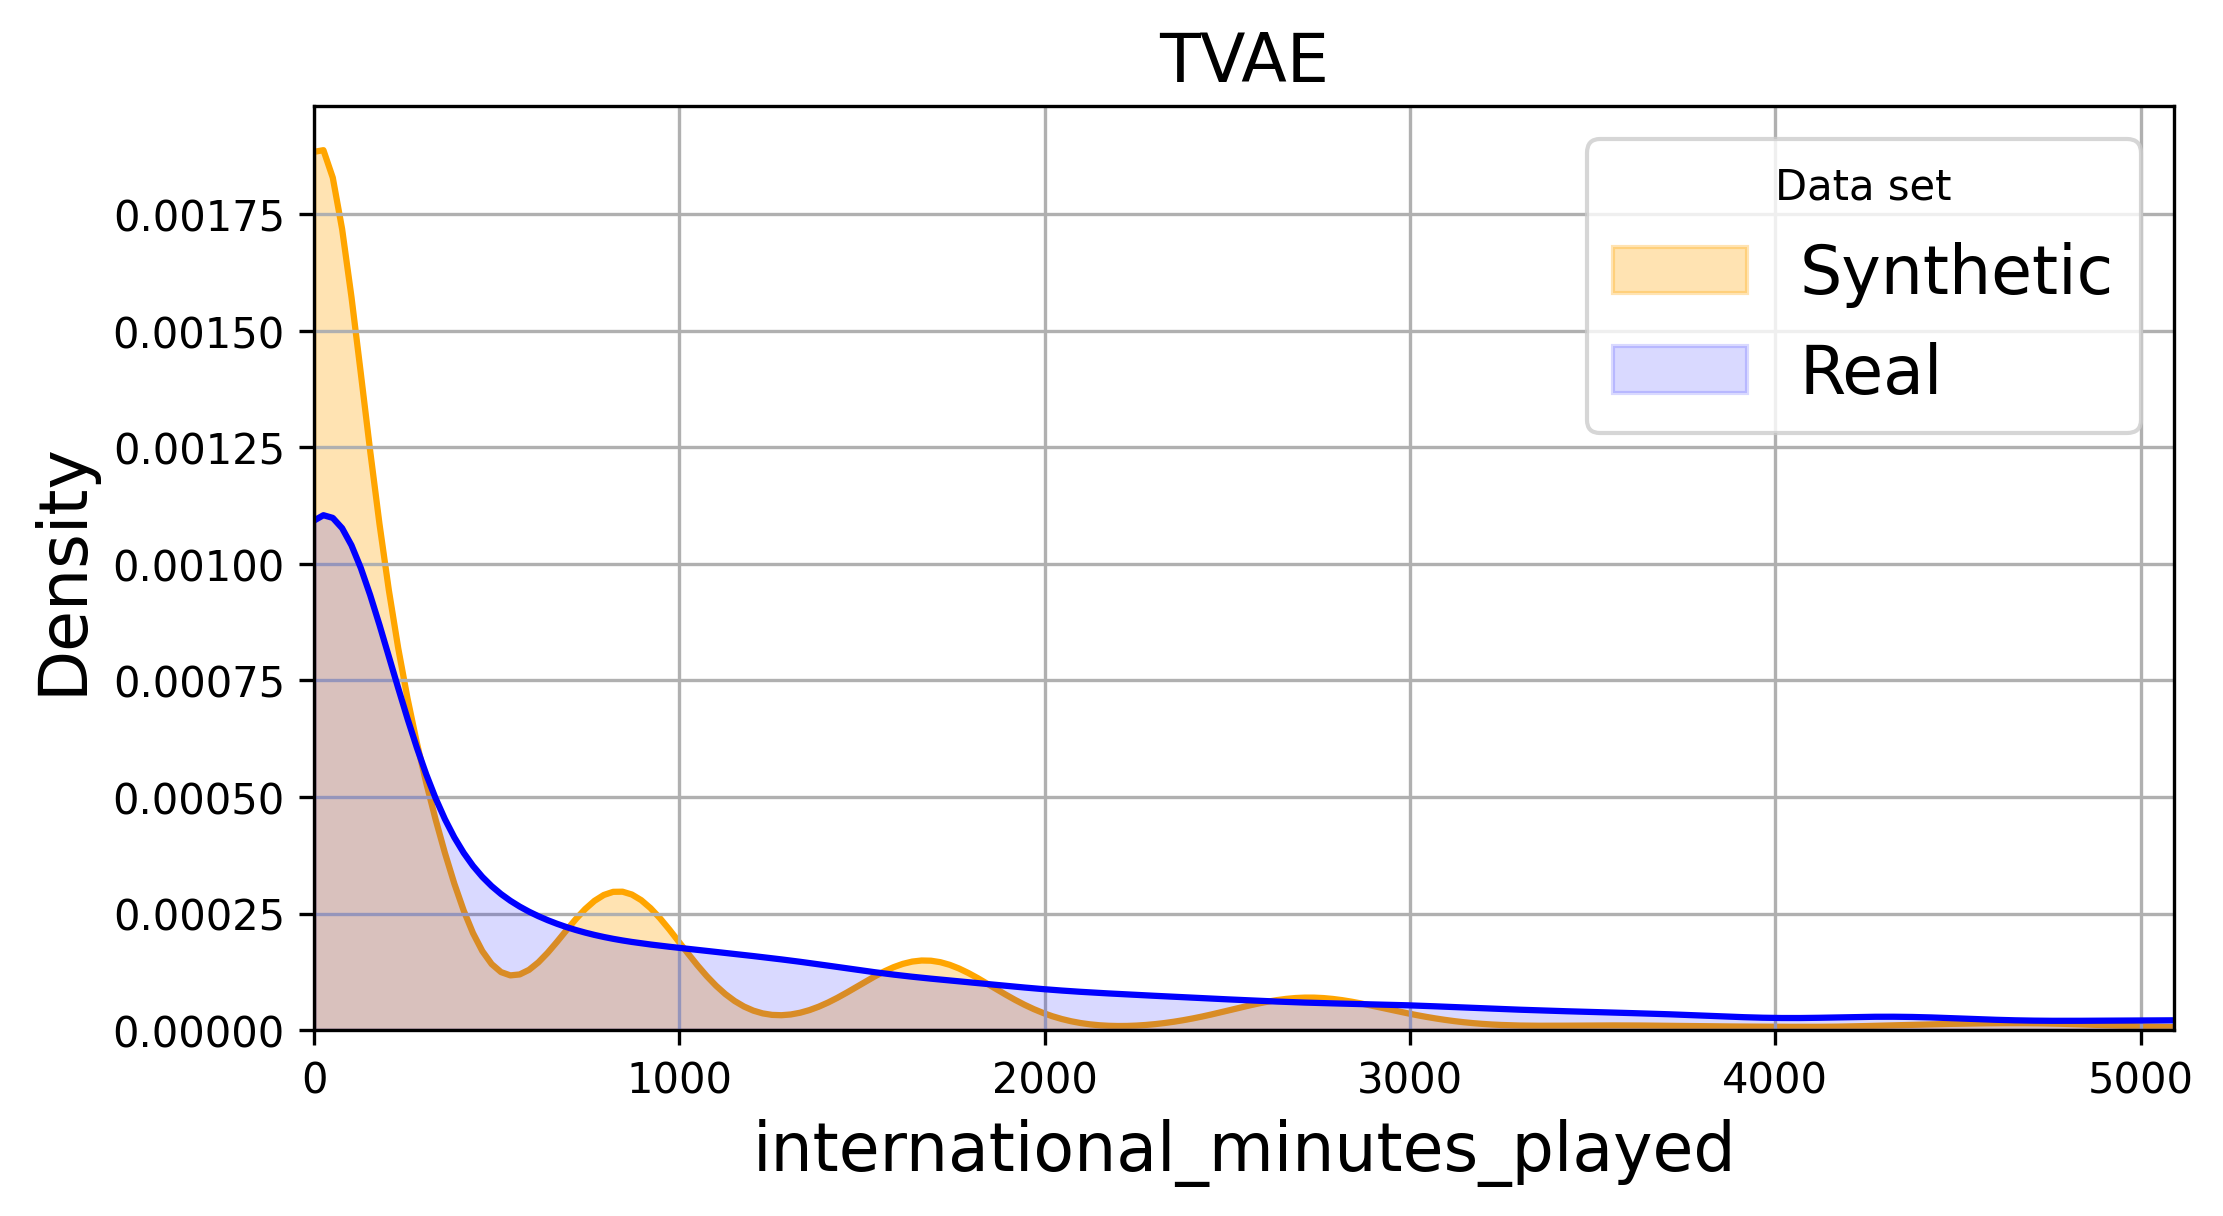 TVAE
Data set
Synthetic
Real
Density
0.00175
0.00150
0.00125
0.00100
0.00075
0.00050
0.00025
0.00000
0 1000 2000 3000 4000 5000
international_minutes_played